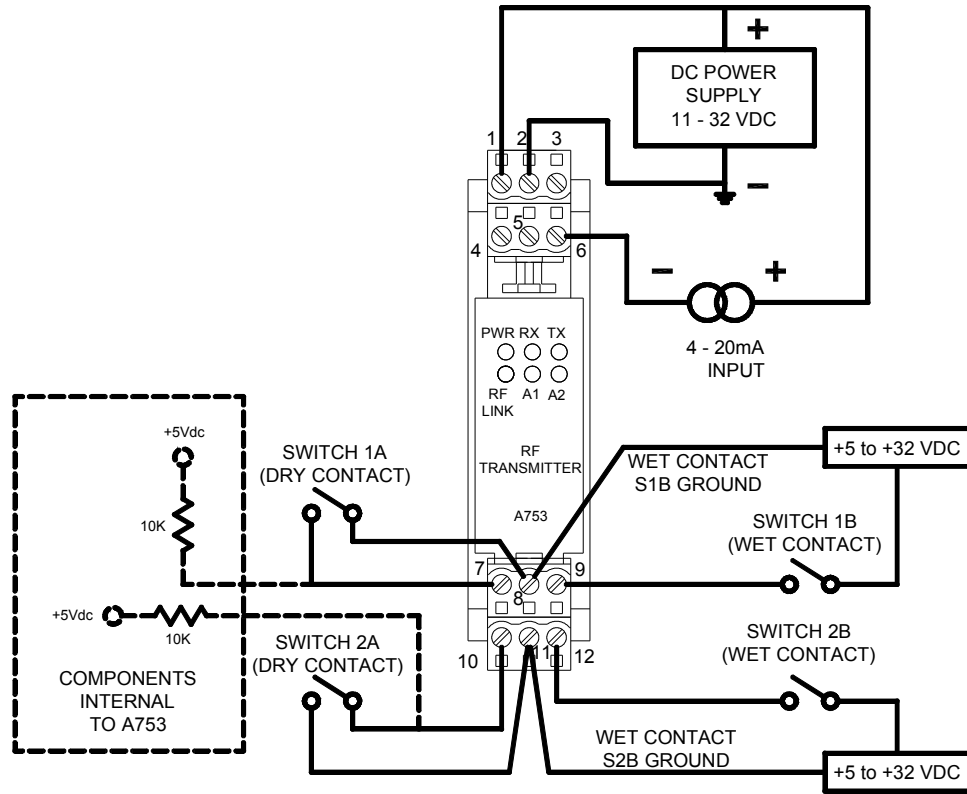 +
DC POWER
SUPPLY
11 - 32 VDC
1
2
3
−
4
5
6
−
+
4 - 20mA
INPUT
PWR RX TX
RF
LINK
A1
A2
RF
TRANSMITTER
A753
+5Vdc
10K
+5Vdc
10K
COMPONENTS
INTERNAL
TO A753
SWITCH 1A
(DRY CONTACT)
WET CONTACT
S1B GROUND
+5 to +32 VDC
SWITCH 1B
(WET CONTACT)
7
8
9
SWITCH 2A
(DRY CONTACT)
10
11
12
SWITCH 2B
(WET CONTACT)
WET CONTACT
S2B GROUND
+5 to +32 VDC